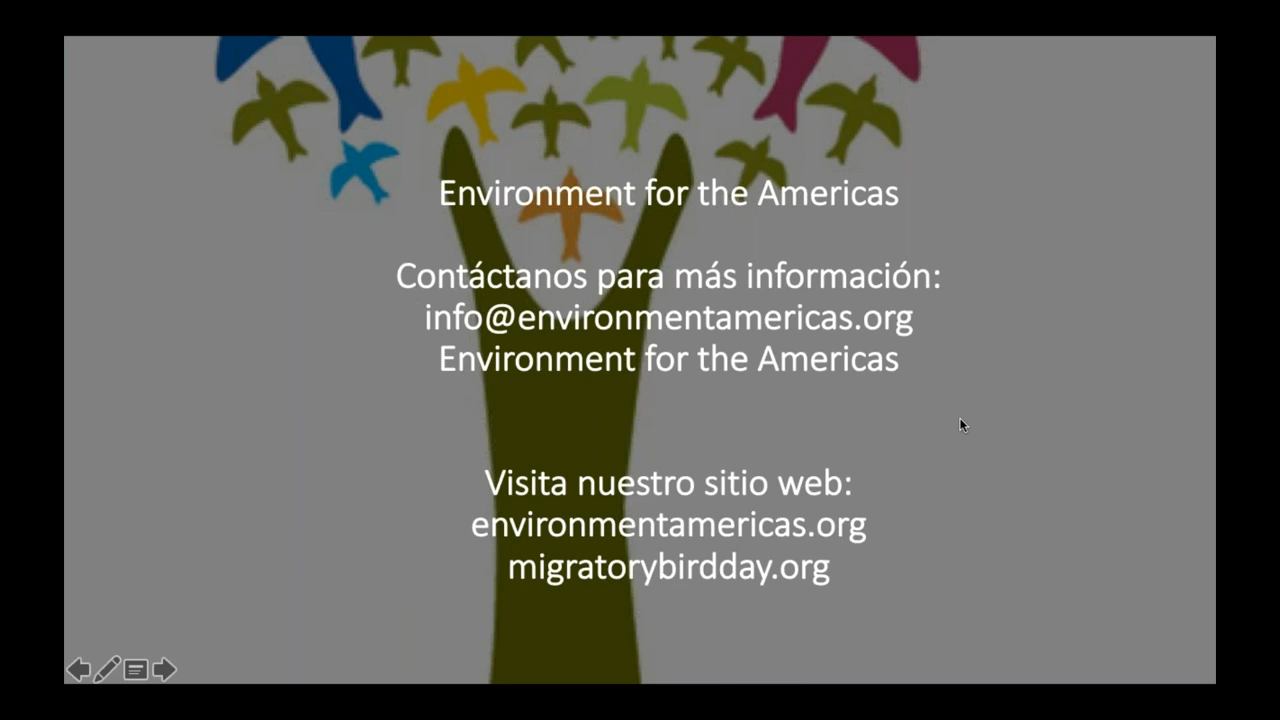 Environment for the Americas
Contáctanos para más información:
info@environmentamericas.org
Environment for the Americas
Visita nuestro sitio web:
environmentamericas.org
migratorybirdday.org